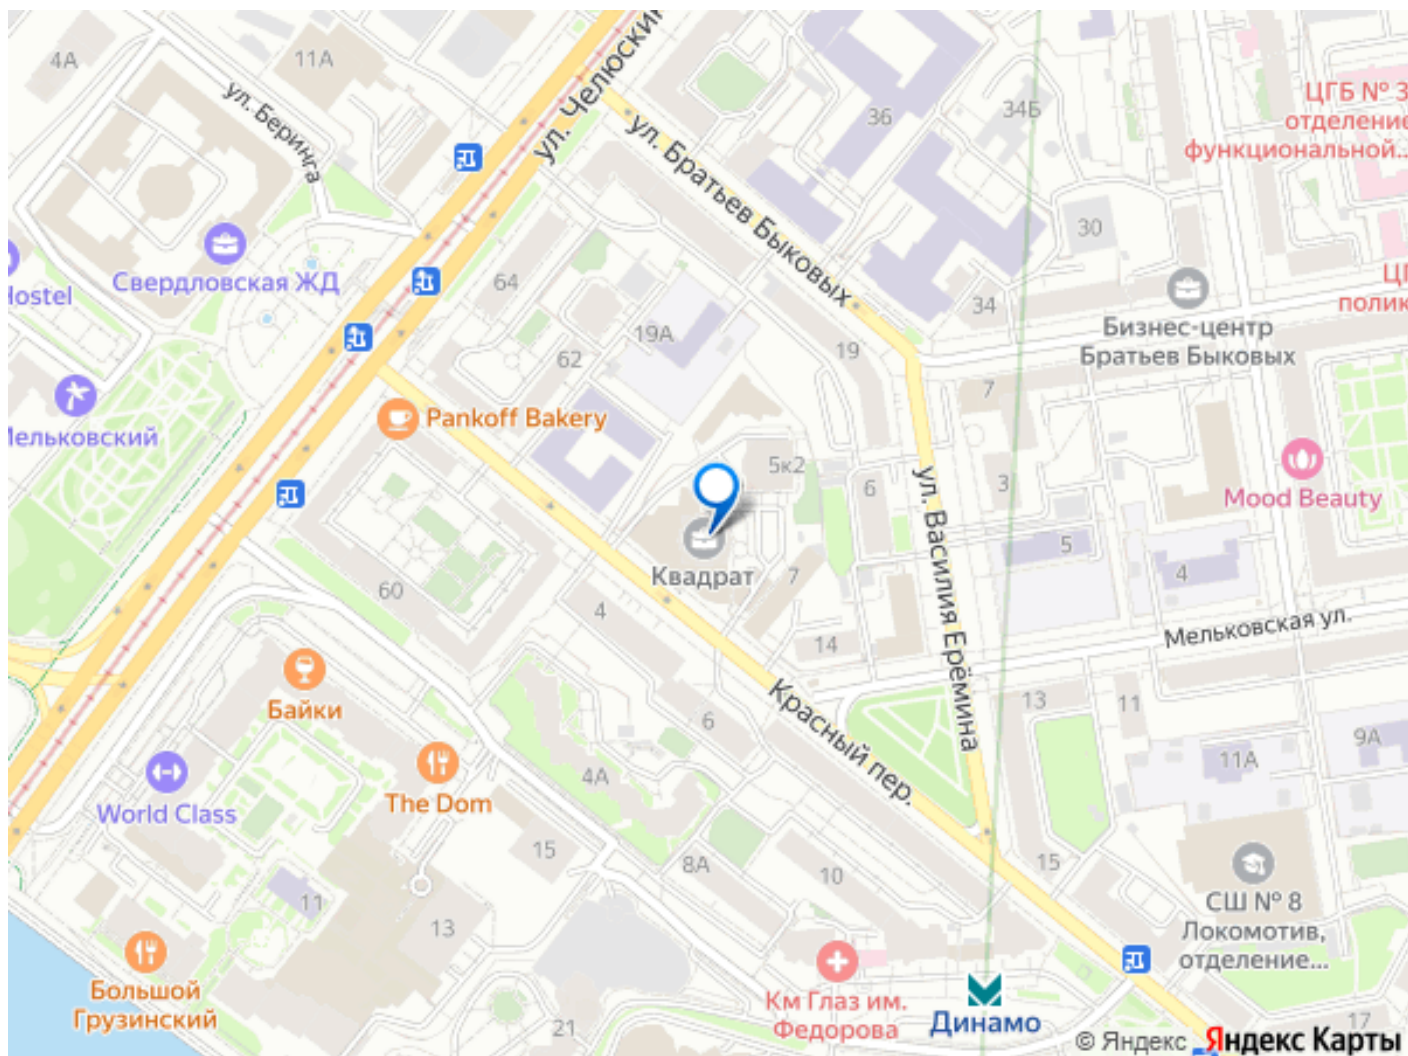 4А
11А
ул. Беринга
ул. Челюскин
36
34Б
ЦГБ № 3
отделение
функциональной...
ул. Братьев Быковых
30
Свердловская ЖД
Hostel
64
34
ЦГ
полик
Бизнес-центр
Братьев Быковых
19А
19
62
7
Мельковский
Pankoff Bakery
5к2
6
3
Mood Beauty
ул. Василия Ерёмина
5
4
Квадрат
7
60
4
14
Мельковская ул.
Байки
Красный пер.
13
11
6
9А
11А
4А
World Class
The Dom
15
8А
10
15
СШ № 8
Локомотив,
отделение...
11
13
Большой
Грузинский
Км Глаз им.
Федорова
Динамо
21
17
© Яндекс Яндекс Карты